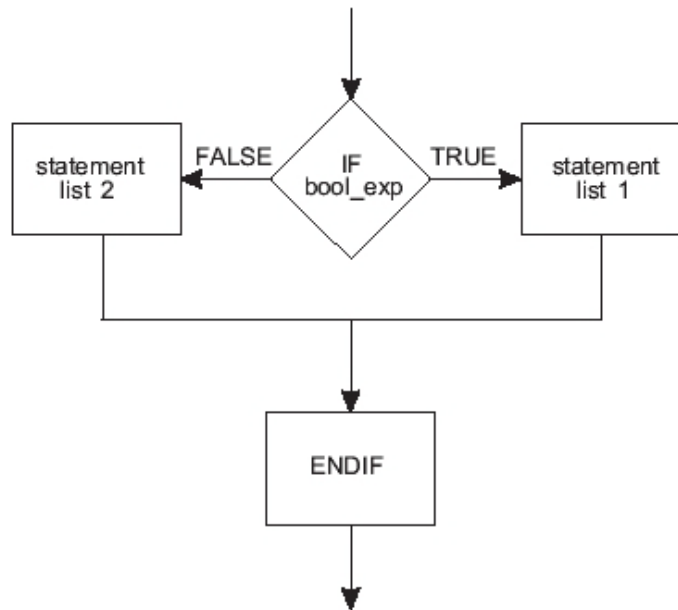 FALSE
IF
bool_exp
TRUE
statement
list 2
statement
list 1
ENDIF